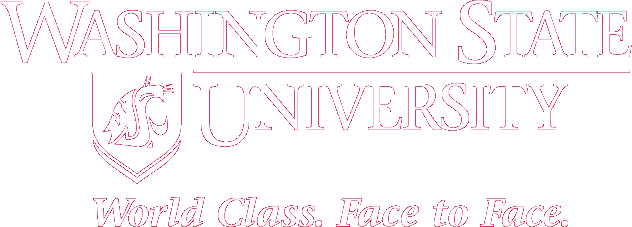 WASHINGTON STATE
UNIVERSITY
World Class. Face to Face.